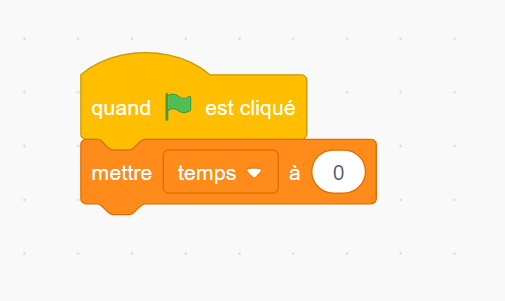 quand est cliqué
mettre temps à 0